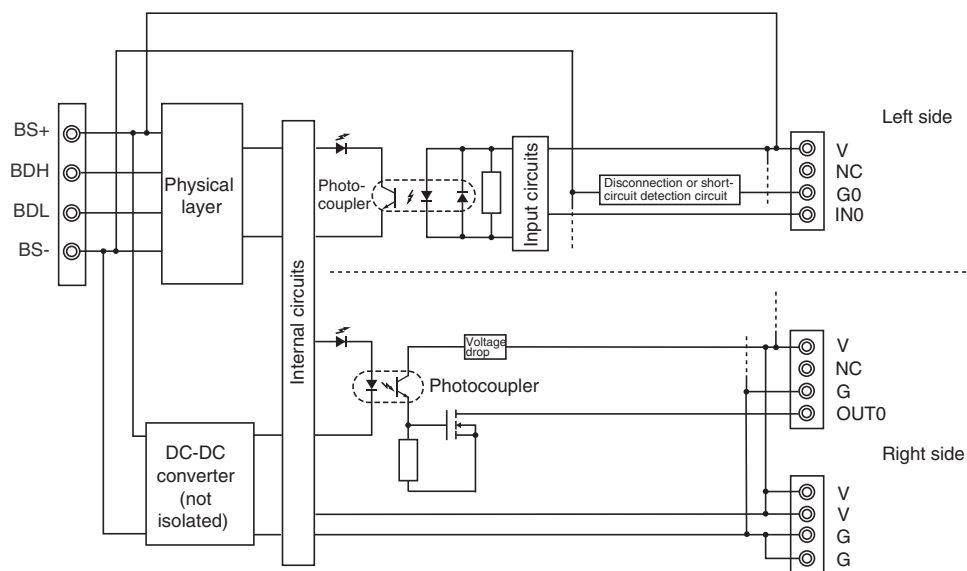 Left side
BS+
BDH
BDL
BS-
Physical
layer
Internal circuits
Photo-
coupler
Input circuits
Disconnection or short-
circuit detection circuit
V
NC
G0
IN0
Voltage
drop
Photocoupler
V
NC
G
OUT0
DC-DC
converter
(not
isolated)
Right side
V
V
G
G